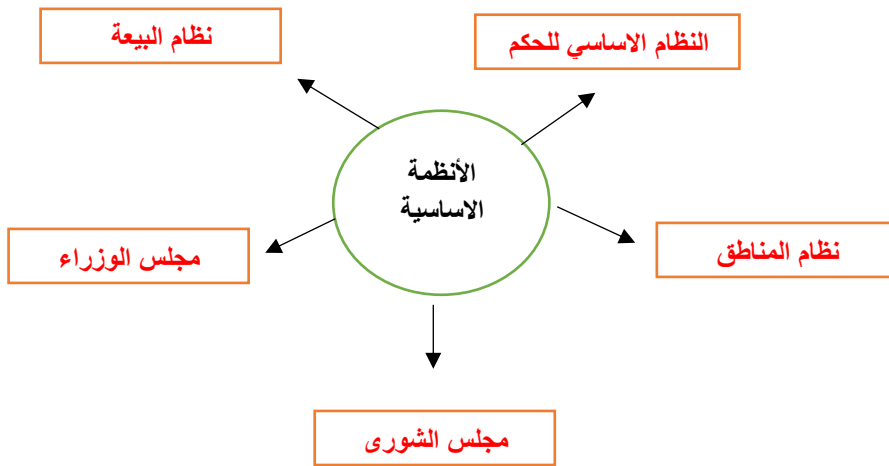 النظام الاساسي للحكم
نظام البيعة
الأنظمة
الاساسية
نظام المناطق
مجلس الوزراء
مجلس الشورى